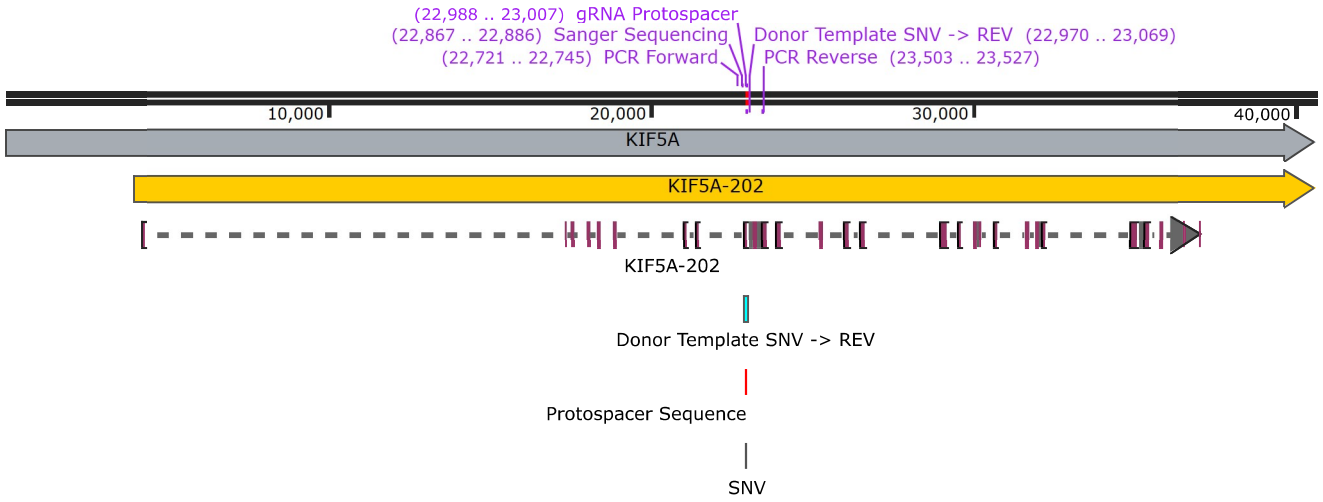 (22,988 .. 23,007) gRNA Protospacer
(22,867 .. 22,886) Sanger Sequencing Donor Template SNV -> REV (22,970 .. 23,069)
(22,721 .. 22,745) PCR Forward PCR Reverse (23,503 .. 23,527)
10,000 20,000 30,000 40,000
KIF5A
KIF5A-202
KIF5A-202
Donor Template SNV -> REV
Protospacer Sequence
SNV